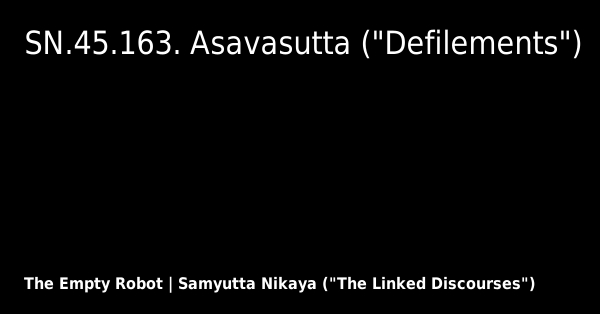 SN.45.163. Asavasutta ("Defilements")
The Empty Robot | Samyutta Nikaya ("The Linked Discourses")